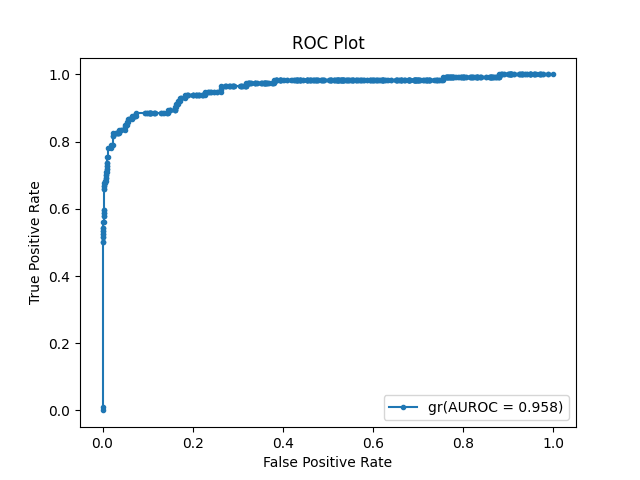 ROC Plot
True Positive Rate
1.0
0.8
0.6
0.4
0.2
0.0
gr(AUROC = 0.958)
0.0 0.2 0.4 0.6 0.8 1.0
False Positive Rate